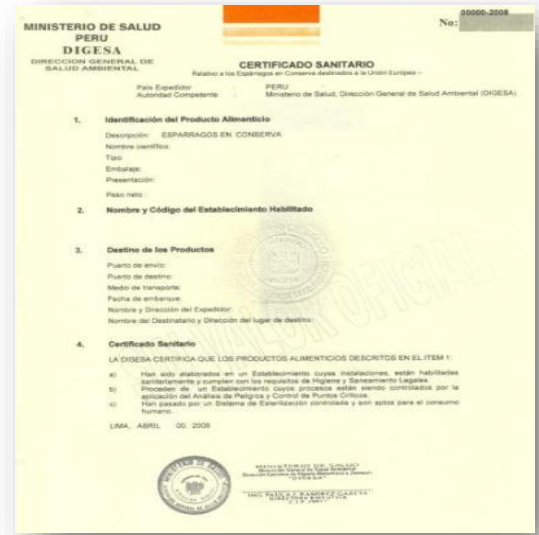 00000-2008
No:
MINISTERIO DE SALUD
PERU
DIGESA
DIRECCION GENERAL DE
SALUD AMBIENTAL
CERTIFICADO SANITARIO
Relativo a los Espárragos en Conserva destinados a la Unión Europea –
País Expedidor : PERU
Autoridad Competente : Ministerio de Salud, Dirección General de Salud Ambiental (DIGESA)
1. Identificación del Producto Alimenticio
Descripción: ESPARRAGOS EN CONSERVA
Nombre científico:
Tipo:
Embalaje:
Presentación:
Peso neto :
2. Nombre y Código del Establecimiento Habilitado
3. Destino de los Productos
Puerto de envío:
Puerto de destino:
Medio de transporte:
Fecha de embarque:
Nombre y Dirección del Expedidor:
Nombre del Destinatario y Dirección del lugar de destino:
VALOR OFICIAL
4. Certificado Sanitario
LA DIGESA CERTIFICA QUE LOS PRODUCTOS ALIMENTICIOS DESCRITOS EN EL ITEM 1:
a) Han sido elaborados en un Establecimiento cuyas instalaciones, están habilitadas
sanitariamente y cumplen con los requisitos de Higiene y Saneamiento Legales.
b) Proceden de un Establecimiento cuyos procesos están siendo controlados por la
aplicación del Análisis de Peligros y Control de Puntos Críticos.
c) Han pasado por un Sistema de Esterilización controlada y son aptos para el consumo
humano.
LIMA, ABRIL 00, 2008
MINISTERIO DE SALUD
Dirección General de Salud Ambiental
"DIGESA"